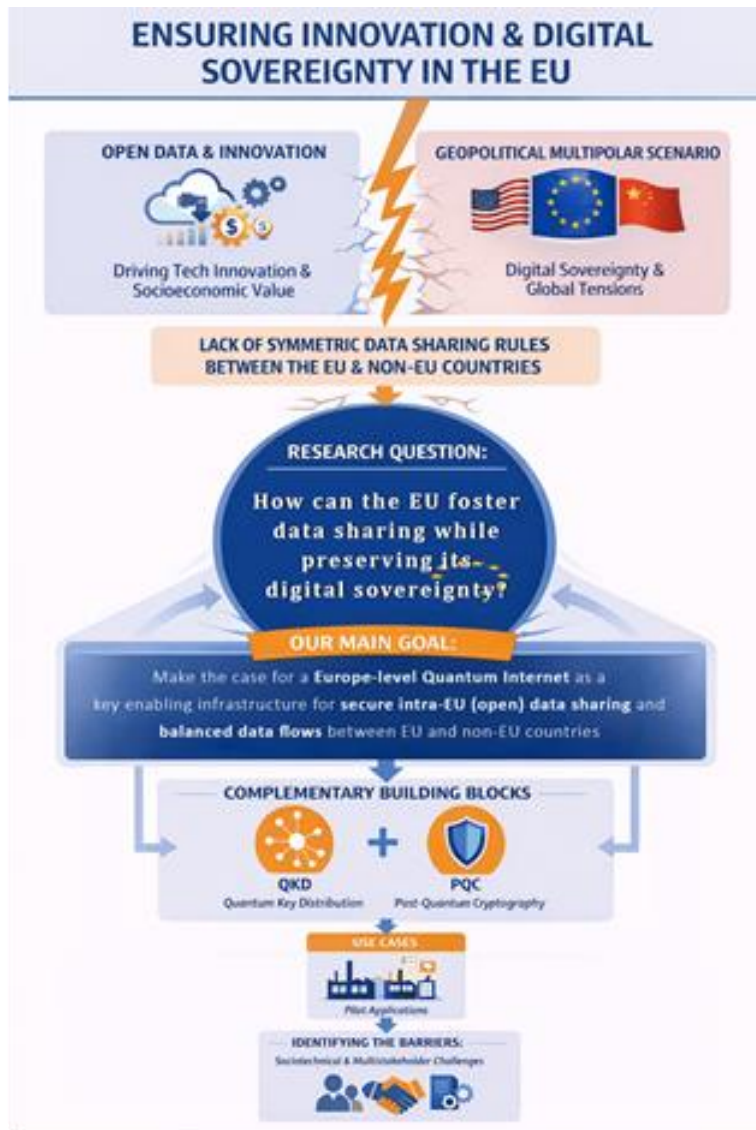 ENSURING INNOVATION & DIGITAL
SOVEREIGNTY IN THE EU
OPEN DATA & INNOVATION
$
$
Driving Tech Innovation &
Socioeconomic Value
GEOPOLITICAL MULTIPOLAR SCENARIO
Digital Sovereignty &
Global Tensions
LACK OF SYMMETRIC DATA SHARING RULES
BETWEEN THE EU & NON-EU COUNTRIES
RESEARCH QUESTION:
How can the EU foster
data sharing while
preserving its
digital sovereignty?
OUR MAIN GOAL:
Make the case for a Europe-level Quantum Internet as a
key enabling infrastructure for secure intra-EU (open) data sharing and
balanced data flows between EU and non-EU countries
COMPLEMENTARY BUILDING BLOCKS
+
QKD
Quantum Key Distribution
PQC
Post-Quantum Cryptography
USE CASES
Pilot Applications
IDENTIFYING THE BARRIERS:
Sociotechnical & Multistakeholder Challenges